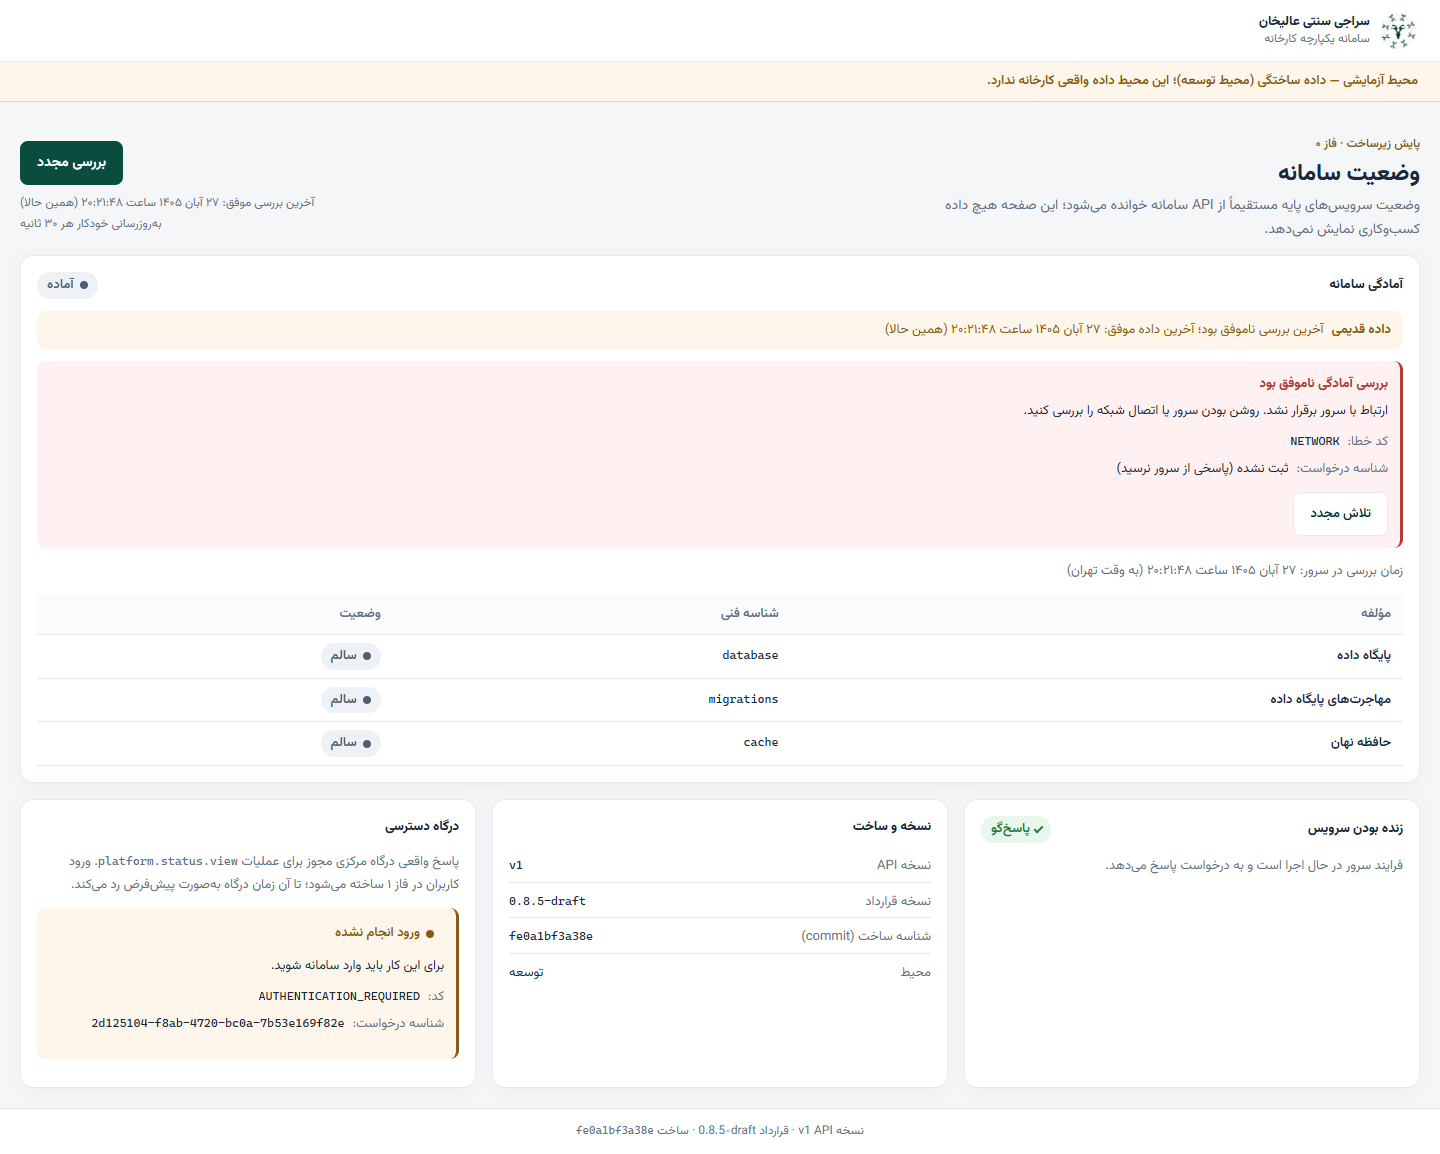 سراجی سنتی عالیخان
سامانه یکپارچه کارخانه
محیط آزمایشی — داده ساختگی (محیط توسعه)؛ این محیط داده واقعی کارخانه ندارد.
پایش زیرساخت · فاز ۰
وضعیت سامانه
وضعیت سرویس‌های پایه مستقیماً از API سامانه خوانده می‌شود؛ این صفحه هیچ داده
کسب‌وکاری نمایش نمی‌دهد.
بررسی مجدد
آخرین بررسی موفق: ۲۷ آبان ۱۴۰۵ ساعت ۲۰:۲۱:۴۸ (همین حالا)
به‌روزرسانی خودکار هر ۳۰ ثانیه
آمادگی سامانه
آماده
داده قدیمی آخرین بررسی ناموفق بود؛ آخرین داده موفق: ۲۷ آبان ۱۴۰۵ ساعت ۲۰:۲۱:۴۸ (همین حالا)
بررسی آمادگی ناموفق بود
ارتباط با سرور برقرار نشد. روشن بودن سرور یا اتصال شبکه را بررسی کنید.
کد خطا: NETWORK
شناسه درخواست: ثبت نشده (پاسخی از سرور نرسید)
تلاش مجدد
زمان بررسی در سرور: ۲۷ آبان ۱۴۰۵ ساعت ۲۰:۲۱:۴۸ (به وقت تهران)
مؤلفه شناسه فنی وضعیت
پایگاه داده database سالم
مهاجرت‌های پایگاه داده migrations سالم
حافظه نهان cache سالم
زنده بودن سرویس
پاسخ‌گو
فرایند سرور در حال اجرا است و به درخواست پاسخ می‌دهد.
نسخه و ساخت
نسخه API v1
نسخه قرارداد 0.8.5-draft
شناسه ساخت (commit) fe0a1bf3a38e
محیط توسعه
درگاه دسترسی
پاسخ واقعی درگاه مرکزی مجوز برای عملیات platform.status.view. ورود
کاربران در فاز ۱ ساخته می‌شود؛ تا آن زمان درگاه به‌صورت پیش‌فرض رد می‌کند.
ورود انجام نشده
برای این کار باید وارد سامانه شوید.
کد: AUTHENTICATION_REQUIRED
شناسه درخواست: 2d125104-f8ab-4720-bc0a-7b53e169f82e
نسخه API v1 · قرارداد 0.8.5-draft · ساخت fe0a1bf3a38e